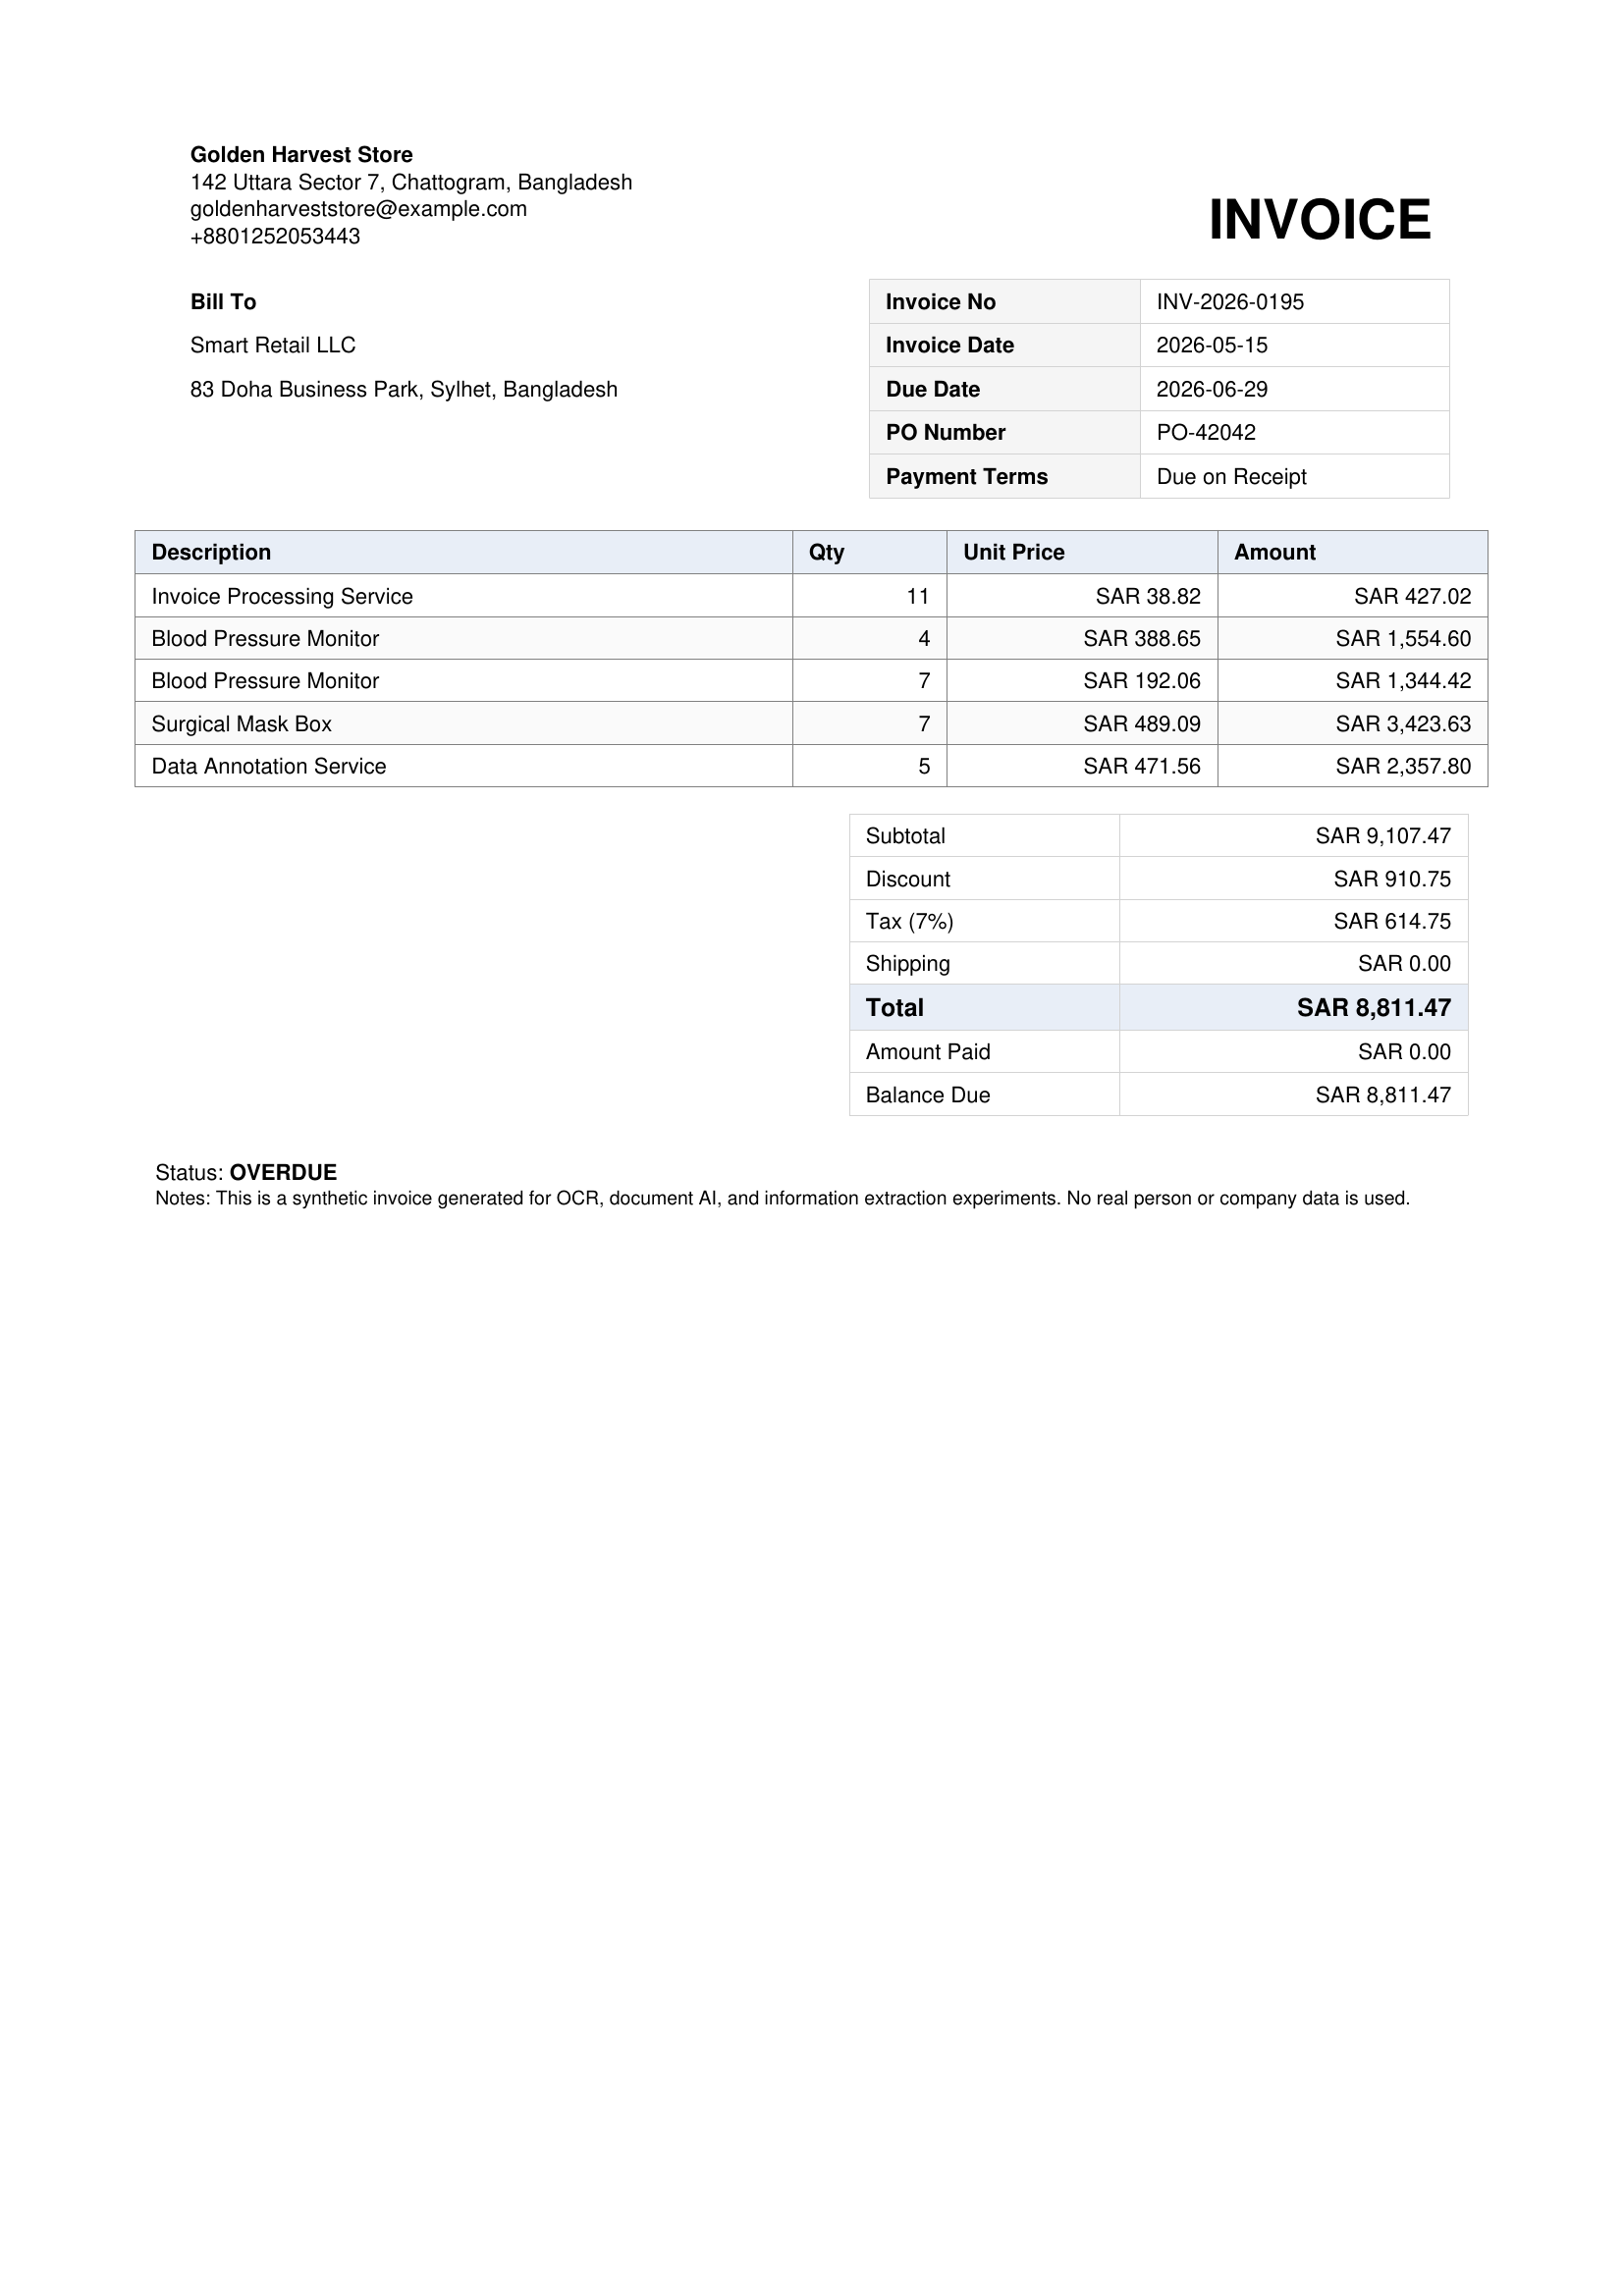 Golden Harvest Store
142 Uttara Sector 7, Chattogram, Bangladesh
goldenharveststore@example.com
+8801252053443
INVOICE
Bill To
Smart Retail LLC
83 Doha Business Park, Sylhet, Bangladesh
Invoice No INV-2026-0195
Invoice Date 2026-05-15
Due Date 2026-06-29
PO Number PO-42042
Payment Terms Due on Receipt
Description Qty Unit Price Amount
Invoice Processing Service 11 SAR 38.82 SAR 427.02
Blood Pressure Monitor 4 SAR 388.65 SAR 1,554.60
Blood Pressure Monitor 7 SAR 192.06 SAR 1,344.42
Surgical Mask Box 7 SAR 489.09 SAR 3,423.63
Data Annotation Service 5 SAR 471.56 SAR 2,357.80
Subtotal SAR 9,107.47
Discount SAR 910.75
Tax (7%) SAR 614.75
Shipping SAR 0.00
Total SAR 8,811.47
Amount Paid SAR 0.00
Balance Due SAR 8,811.47
Status: OVERDUE
Notes: This is a synthetic invoice generated for OCR, document AI, and information extraction experiments. No real person or company data is used.